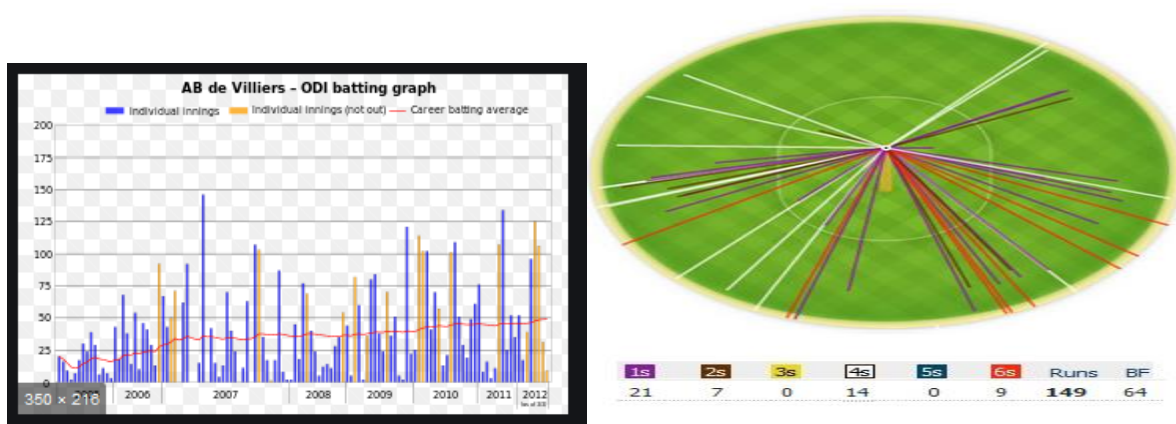 AB de Villiers – ODI batting graph
Individual innings Individual innings (not out) Career batting average
200
175
150
125
100
75
50
25
0
2006 2007 2008 2009 2010 2011 2012
350 × 216
1s 2s 3s 4s 5s 6s Runs BF
21 7 0 14 0 9 149 64